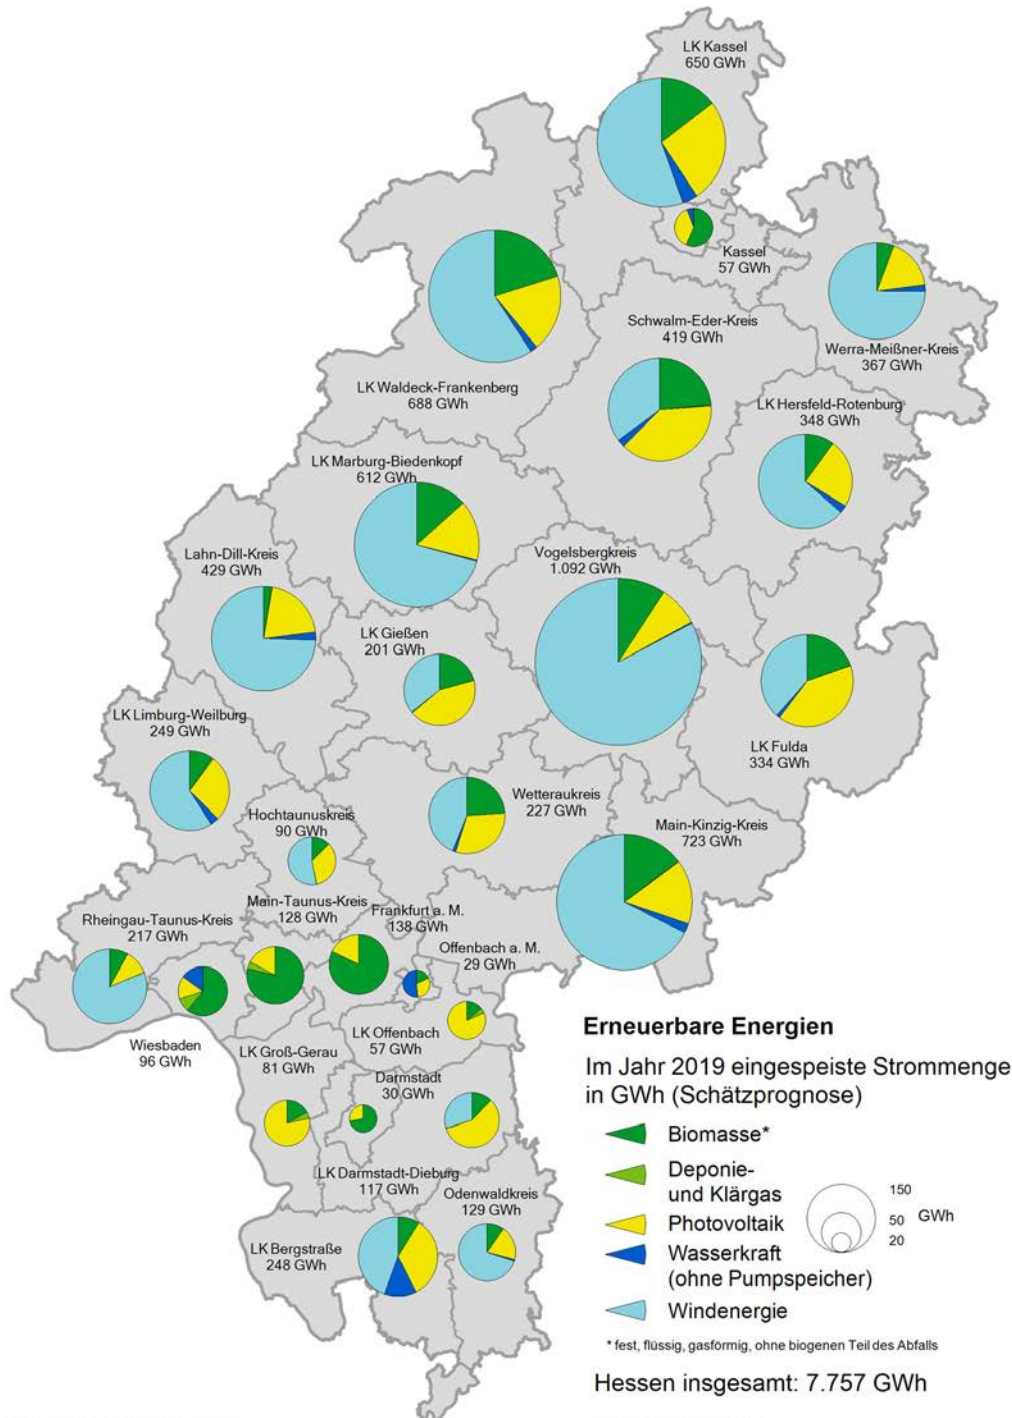 LK Kassel
650 GWh
Kassel
57 GWh
Schwalm-Eder-Kreis
419 GWh
Werra-Meißner-Kreis
367 GWh
LK Waldeck-Frankenberg
688 GWh
LK Hersfeld-Rotenburg
348 GWh
LK Marburg-Biedenkopf
612 GWh
Lahn-Dill-Kreis
429 GWh
Vogelsbergkreis
1.092 GWh
LK Gießen
201 GWh
LK Limburg-Weilburg
249 GWh
LK Fulda
334 GWh
Wetteraukreis
227 GWh
Hochtaunuskreis
90 GWh
Main-Kinzig-Kreis
723 GWh
Main-Taunus-Kreis
128 GWh
Frankfurt a. M.
138 GWh
Rheingau-Taunus-Kreis
217 GWh
Offenbach a. M.
29 GWh
Wiesbaden
96 GWh
LK Offenbach
57 GWh
LK Groß-Gerau
81 GWh
Darmstadt
30 GWh
LK Darmstadt-Dieburg
117 GWh
Odenwaldkreis
129 GWh
LK Bergstraße
248 GWh
Erneuerbare Energien
Im Jahr 2019 eingespeiste Strommenge
in GWh (Schätzprognose)
Biomasse*
Deponie-
und Klärgas
Photovoltaik
Wasserkraft
(ohne Pumpspeicher)
Windenergie
150
50
20
GWh
* fest, flüssig, gasförmig, ohne biogenen Teil des Abfalls
Hessen insgesamt: 7.757 GWh